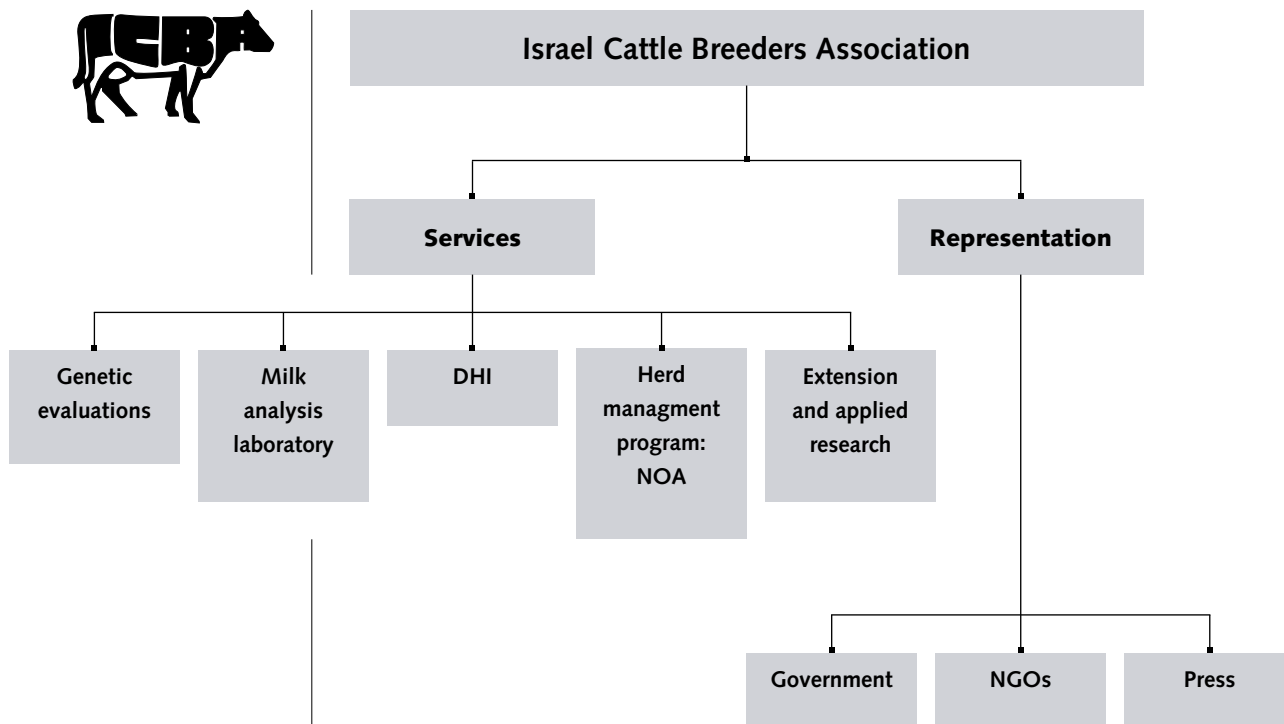 ICBA
Israel Cattle Breeders Association
Services
Representation
Genetic
evaluations
Milk
analysis
laboratory
DHI
Herd
managment
program:
NOA
Extension
and applied
research
Government
NGOs
Press